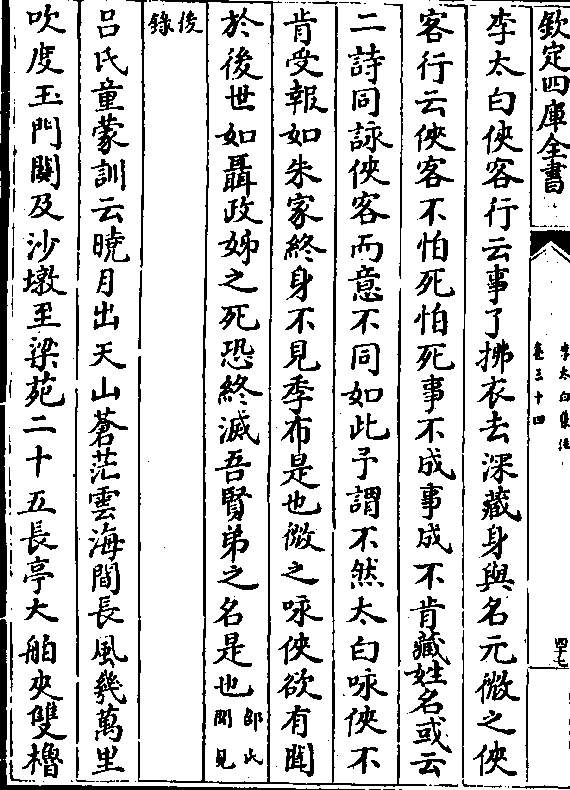 欽定四庫全書
李太白集注
卷三十四
四七
李太白俠客行云事了拂衣去深藏身與名元微之俠
客行云俠客不怕死怕死事不成事成不肯藏姓名或云
二詩同詠俠客而意不同如此予謂不然太白咏俠不
肯受報如朱家終身不見季布是也微之咏俠欲有聞
於後世如聶政姊之死恐終滅吾賢弟之名是也邵氏聞見
後錄
呂氏童蒙訓云曉月出天山蒼茫雲海間長風幾萬里
吹度玉門關及沙墩至梁苑二十五長亭大舶夾雙櫓